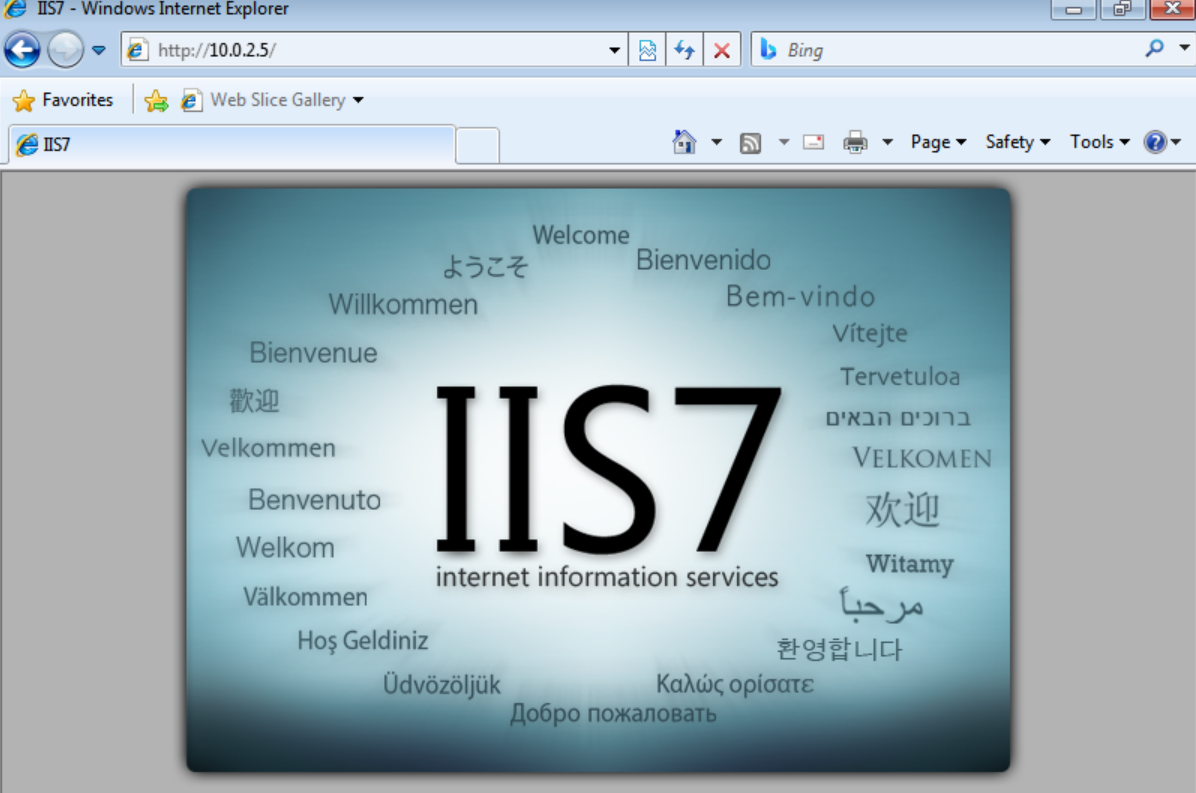 IIS7 - Windows Internet Explorer
http://10.0.2.5/
Bing
Favorites
Web Slice Gallery
IIS7
Page
Safety
Tools
Welcome
ようこそ
Bienvenido
Willkommen
Bem-vindo
Vítejte
Bienvenue
Tervetuloa
歡迎
ברוכים הבאים
Velkommen
VELKOMEN
Benvenuto
欢迎
IIS7
Welkom
Witamy
internet information services
Välkommen
مرحباً
Hoş Geldiniz
환영합니다
Üdvözöljük
Καλώς ορίσατε
Добро пожаловать